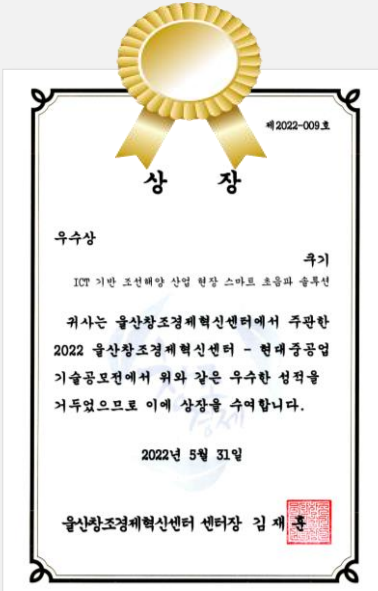 제2022-009호
상 장
우수상
쿠기
ICT 기반 조선해양 산업 현장 스마트 초음파 솔루션
귀사는 울산창조경제혁신센터에서 주관한
2022 울산창조경제혁신센터 - 현대중공업
기술공모전에서 위와 같은 우수한 성적을
거두었으므로 이에 상장을 수여합니다.
2022년 5월 31일
울산창조경제혁신센터 센터장 김 재 훈